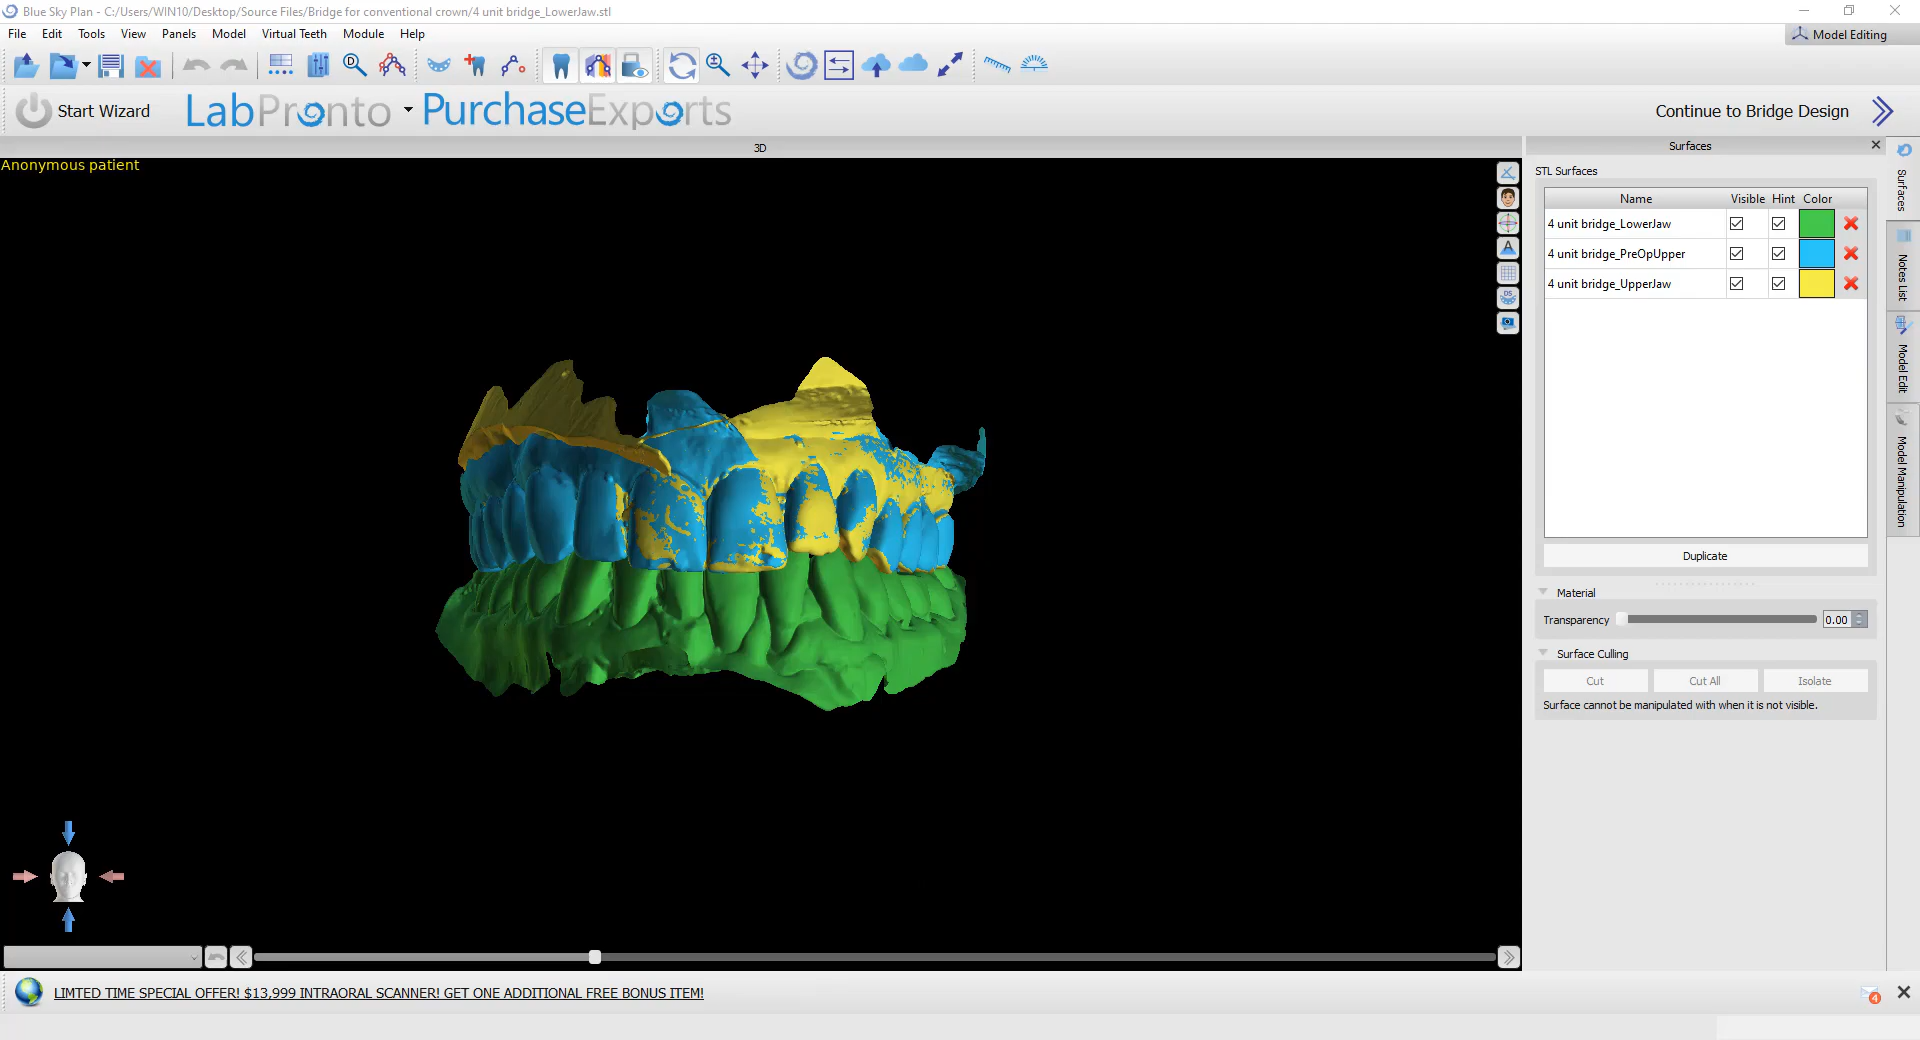 Blue Sky Plan - C:/Users/WIN10/Desktop/Source Files/Bridge for conventional crown/4 unit bridge_LowerJaw.stl
File Edit Tools View Panels Model Virtual Teeth Module Help
Model Editing
Start Wizard
LabPronto
PurchaseExports
Continue to Bridge Design
3D
Anonymous patient
Surfaces
STL Surfaces
Name Visible Hint Color
4 unit bridge_LowerJaw
4 unit bridge_PreOpUpper
4 unit bridge_UpperJaw
Duplicate
Material
Transparency 0.00
Surface Culling
Cut Cut All Isolate
Surface cannot be manipulated with when it is not visible.
Surfaces
Notes List
Model Edit
Model Manipulation
LIMTED TIME SPECIAL OFFER! $13,999 INTRAORAL SCANNER! GET ONE ADDITIONAL FREE BONUS ITEM!
4